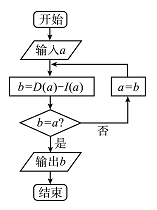 开始
输入a
b=D(a)-I(a)
a=b
b=a?
否
是
输出b
结束